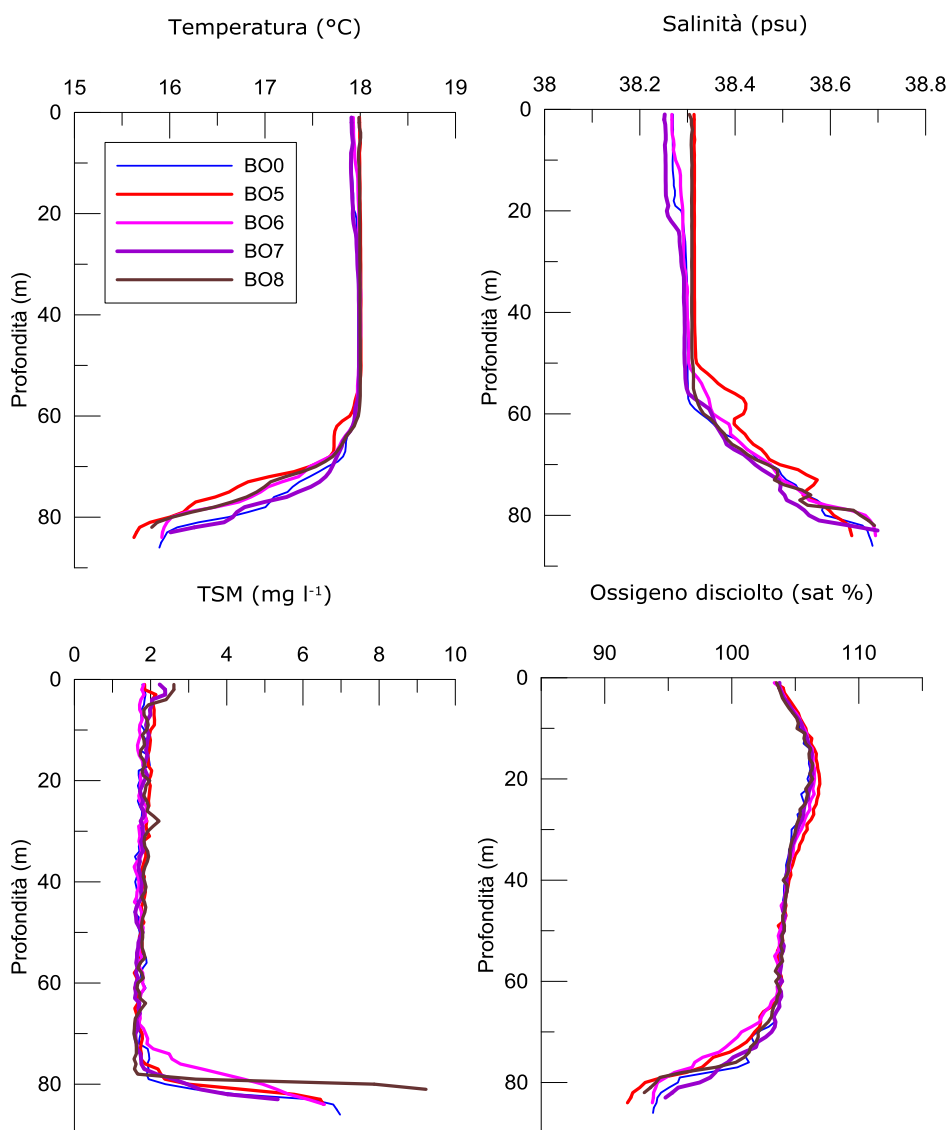 Temperatura (°C)
15 16 17 18 19
0
20
40
60
80
Profondità (m)
BO0
BO5
BO6
BO7
BO8
Salinità (psu)
38 38.2 38.4 38.6 38.8
0
20
40
60
80
Profondità (m)
TSM (mg l-1)
0 2 4 6 8 10
0
20
40
60
80
Profondità (m)
Ossigeno disciolto (sat %)
90 100 110
0
20
40
60
80
Profondità (m)